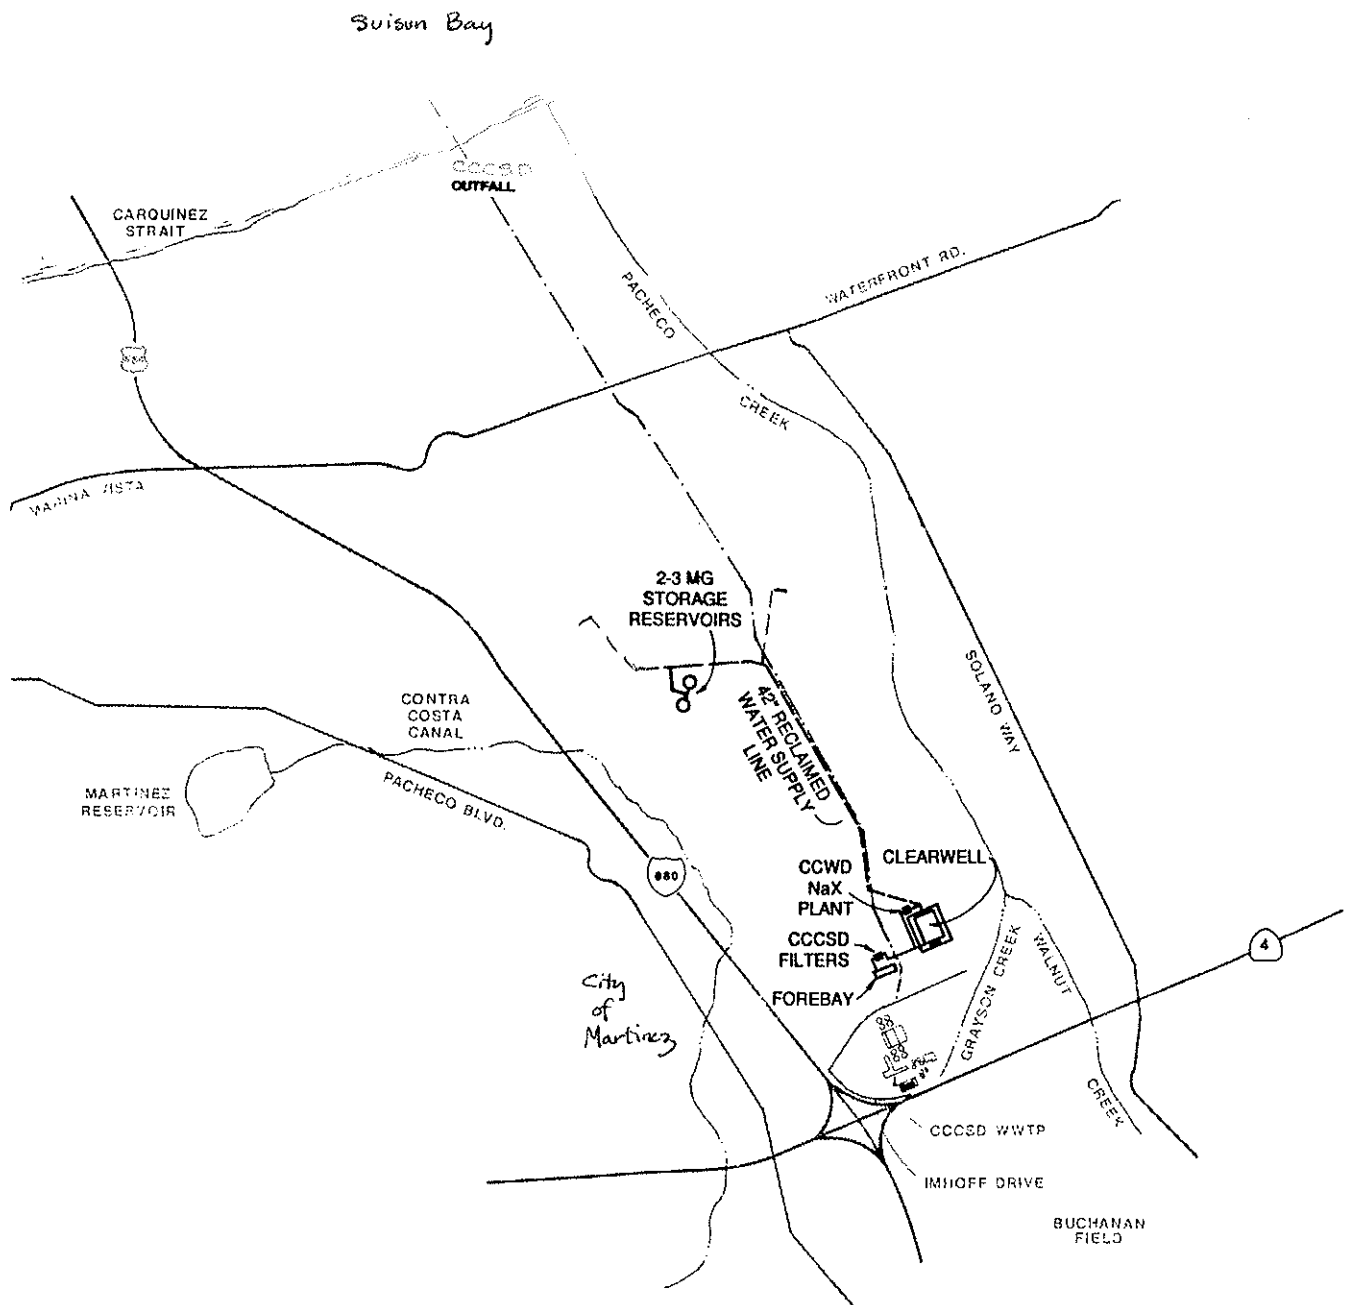 Suisun Bay
CCCSD
OUTFALL
CARQUINEZ
STRAIT
PACHECO
CREEK
WATERFRONT RD.
680
MARINA VISTA
2-3 MG
STORAGE
RESERVOIRS
SOLANO WAY
42" RECLAIMED
WATER SUPPLY
LINE
CONTRA
COSTA
CANAL
MARTINEZ
RESERVOIR
PACHECO BLVD.
680
CLEARWELL
CCWD
NaX
PLANT
CCCSD
FILTERS
FOREBAY
GRAYSON CREEK
WALNUT
CREEK
4
City
of
Martinez
CCCSD WWTP
IMHOFF DRIVE
BUCHANAN
FIELD